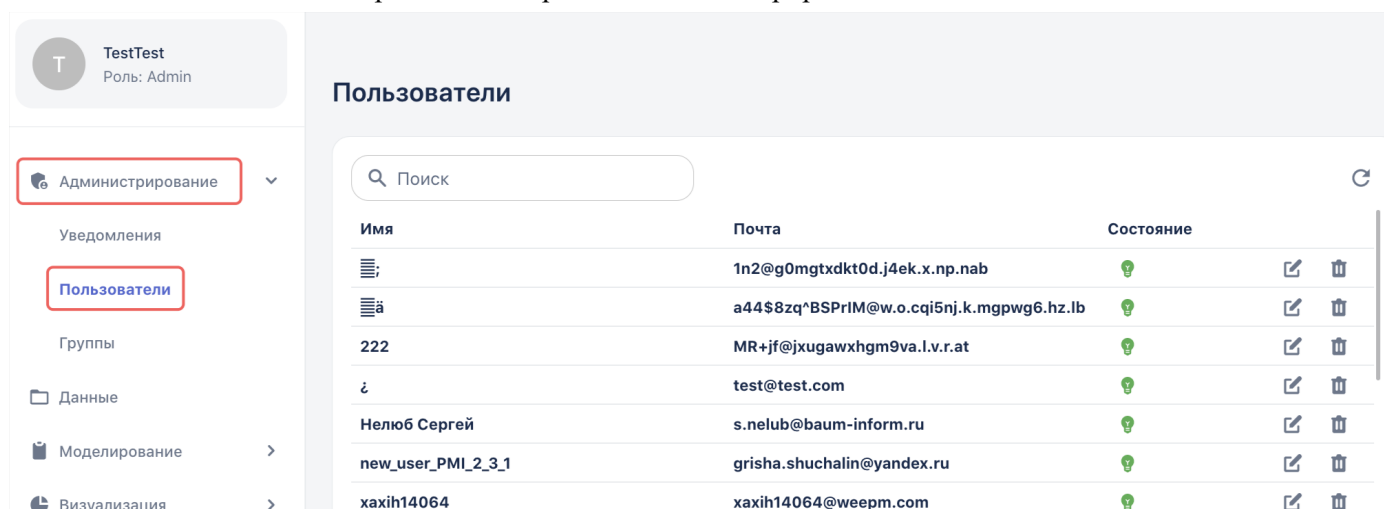 T
TestTest
Роль: Admin
Администрирование
Уведомления
Пользователи
Группы
Данные
Моделирование
Визуализация
Пользователи
Поиск
Имя Почта Состояние
; 1n2@g0mgtxdkt0d.j4ek.x.np.nab
ä a44$8zq^BSPrIM@w.o.cqi5nj.k.mgpwg6.hz.lb
222 MR+jf@jxugawxhgm9va.l.v.r.at
¿ test@test.com
Нелюб Сергей s.nelub@baum-inform.ru
new_user_PMI_2_3_1 grisha.shuchalin@yandex.ru
xaxih14064 xaxih14064@weepm.com